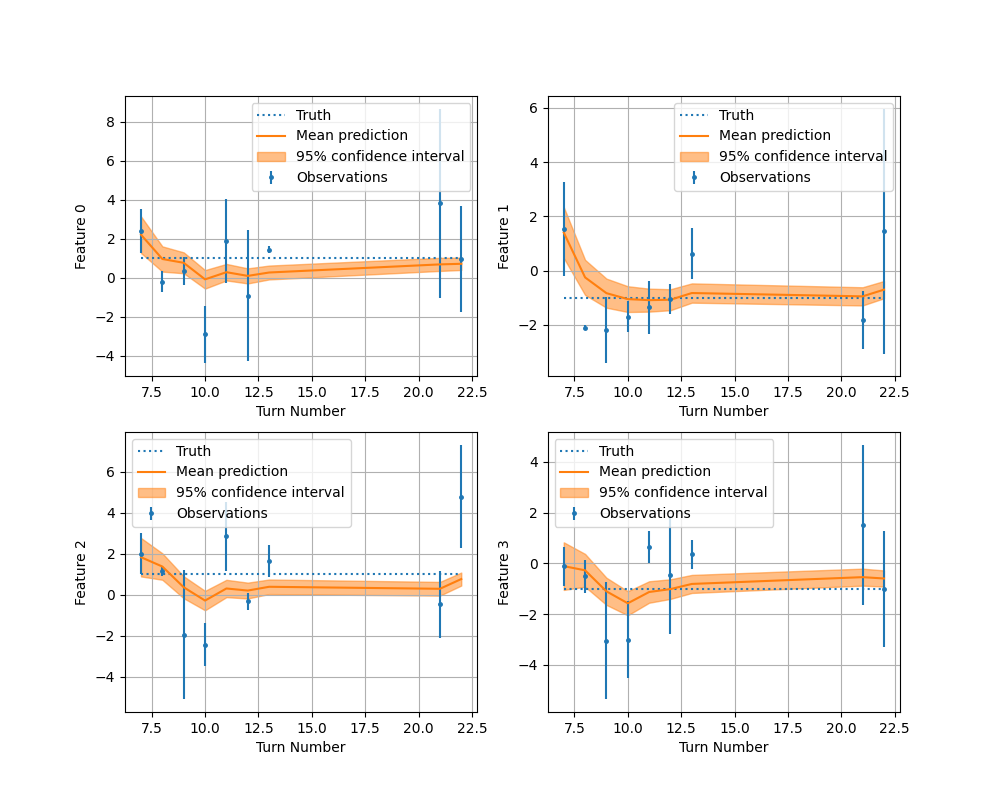 Feature 0
8
6
4
2
0
−2
−4
Truth
Mean prediction
95% confidence interval
Observations
7.5 10.0 12.5 15.0 17.5 20.0 22.5
Turn Number
Feature 1
6
4
2
0
−2
Truth
Mean prediction
95% confidence interval
Observations
7.5 10.0 12.5 15.0 17.5 20.0 22.5
Turn Number
Feature 2
6
4
2
0
−2
−4
Truth
Mean prediction
95% confidence interval
Observations
7.5 10.0 12.5 15.0 17.5 20.0 22.5
Turn Number
Feature 3
4
2
0
−2
−4
Truth
Mean prediction
95% confidence interval
Observations
7.5 10.0 12.5 15.0 17.5 20.0 22.5
Turn Number